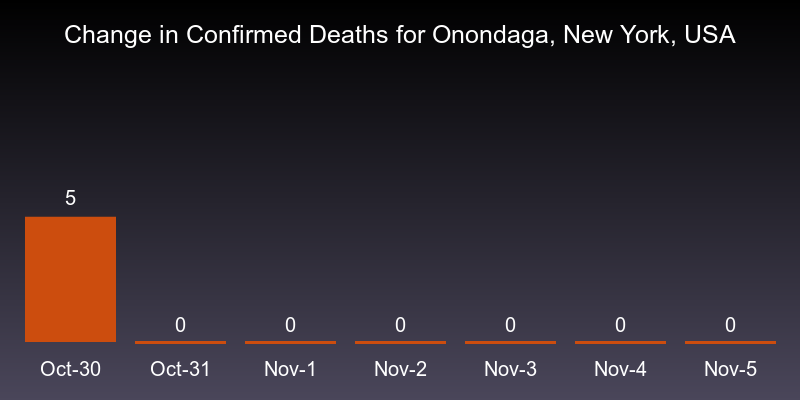 Change in Confirmed Deaths for Onondaga, New York, USA
5
0 0 0 0 0 0
Oct-30 Oct-31 Nov-1 Nov-2 Nov-3 Nov-4 Nov-5